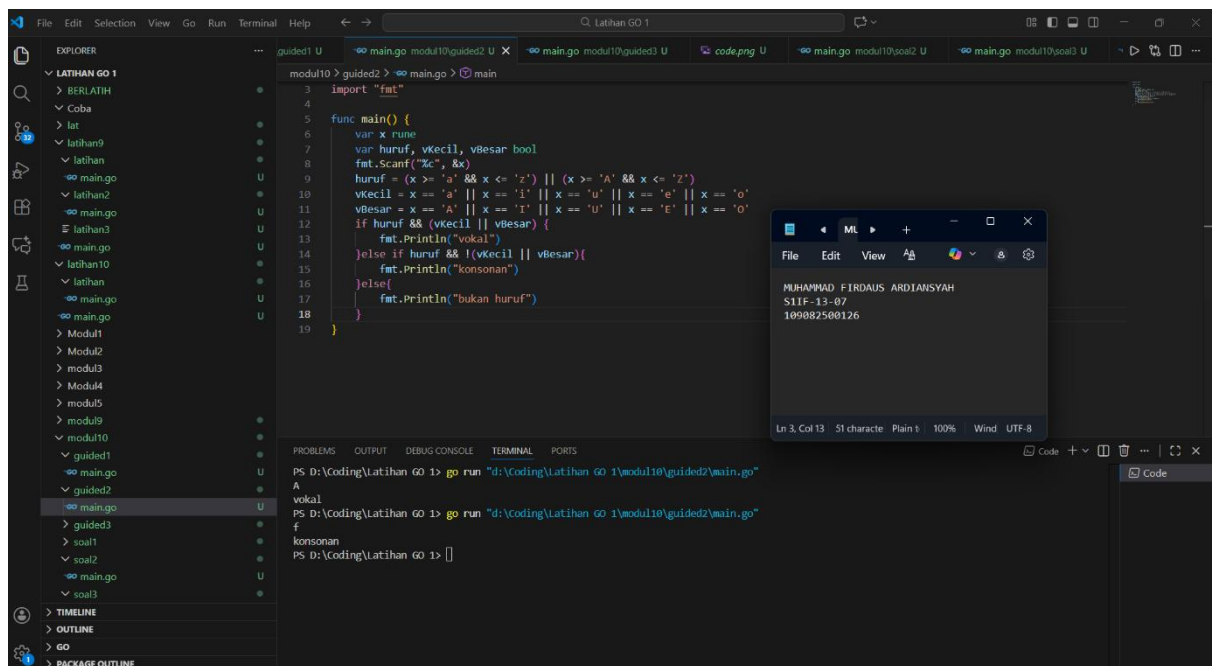 File Edit Selection View Go Run Terminal Help
Latihan GO 1
EXPLORER
LATIHAN GO 1
BERLATIH
Coba
lat
latihan9
latihan
main.go U
latihan2
main.go U
latihan3 U
main.go U
latihan10
latihan
main.go U
main.go U
Modul1
Modul2
modul3
Modul4
modul5
modul9
modul10
guided1
main.go U
guided2
main.go U
guided3
soal1
soal2
main.go U
soal3
TIMELINE
OUTLINE
GO
PACKAGE OUTLINE
32
1
guided1 U
main.go modul10\guided2 U
main.go modul10\guided3 U
code.png U
main.go modul10\soal2 U
main.go modul10\soal3 U
modul10 > guided2 > main.go > main
3 import "fmt"
4
5 func main() {
6 var x rune
7 var huruf, vKecil, vBesar bool
8 fmt.Scanf("%c", &x)
9 huruf = (x >= 'a' && x <= 'z') || (x >= 'A' && x <= 'Z')
10 vKecil = x == 'a' || x == 'i' || x == 'u' || x == 'e' || x == 'o'
11 vBesar = x == 'A' || x == 'I' || x == 'U' || x == 'E' || x == 'O'
12 if huruf && (vKecil || vBesar) {
13 fmt.Println("vokal")
14 }else if huruf && !(vKecil || vBesar){
15 fmt.Println("konsonan")
16 }else{
17 fmt.Println("bukan huruf")
18 }
19 }
MU
File Edit View
MUHAMMAD FIRDAUS ARDIANSYAH
S1IF-13-07
109082500126
Ln 3, Col 13 51 characte Plain t 100% Wind UTF-8
PROBLEMS OUTPUT DEBUG CONSOLE TERMINAL PORTS
Code
Code
PS D:\Coding\Latihan GO 1> go run "d:\Coding\Latihan GO 1\modul10\guided2\main.go"
A
vokal
PS D:\Coding\Latihan GO 1> go run "d:\Coding\Latihan GO 1\modul10\guided2\main.go"
f
konsonan
PS D:\Coding\Latihan GO 1>